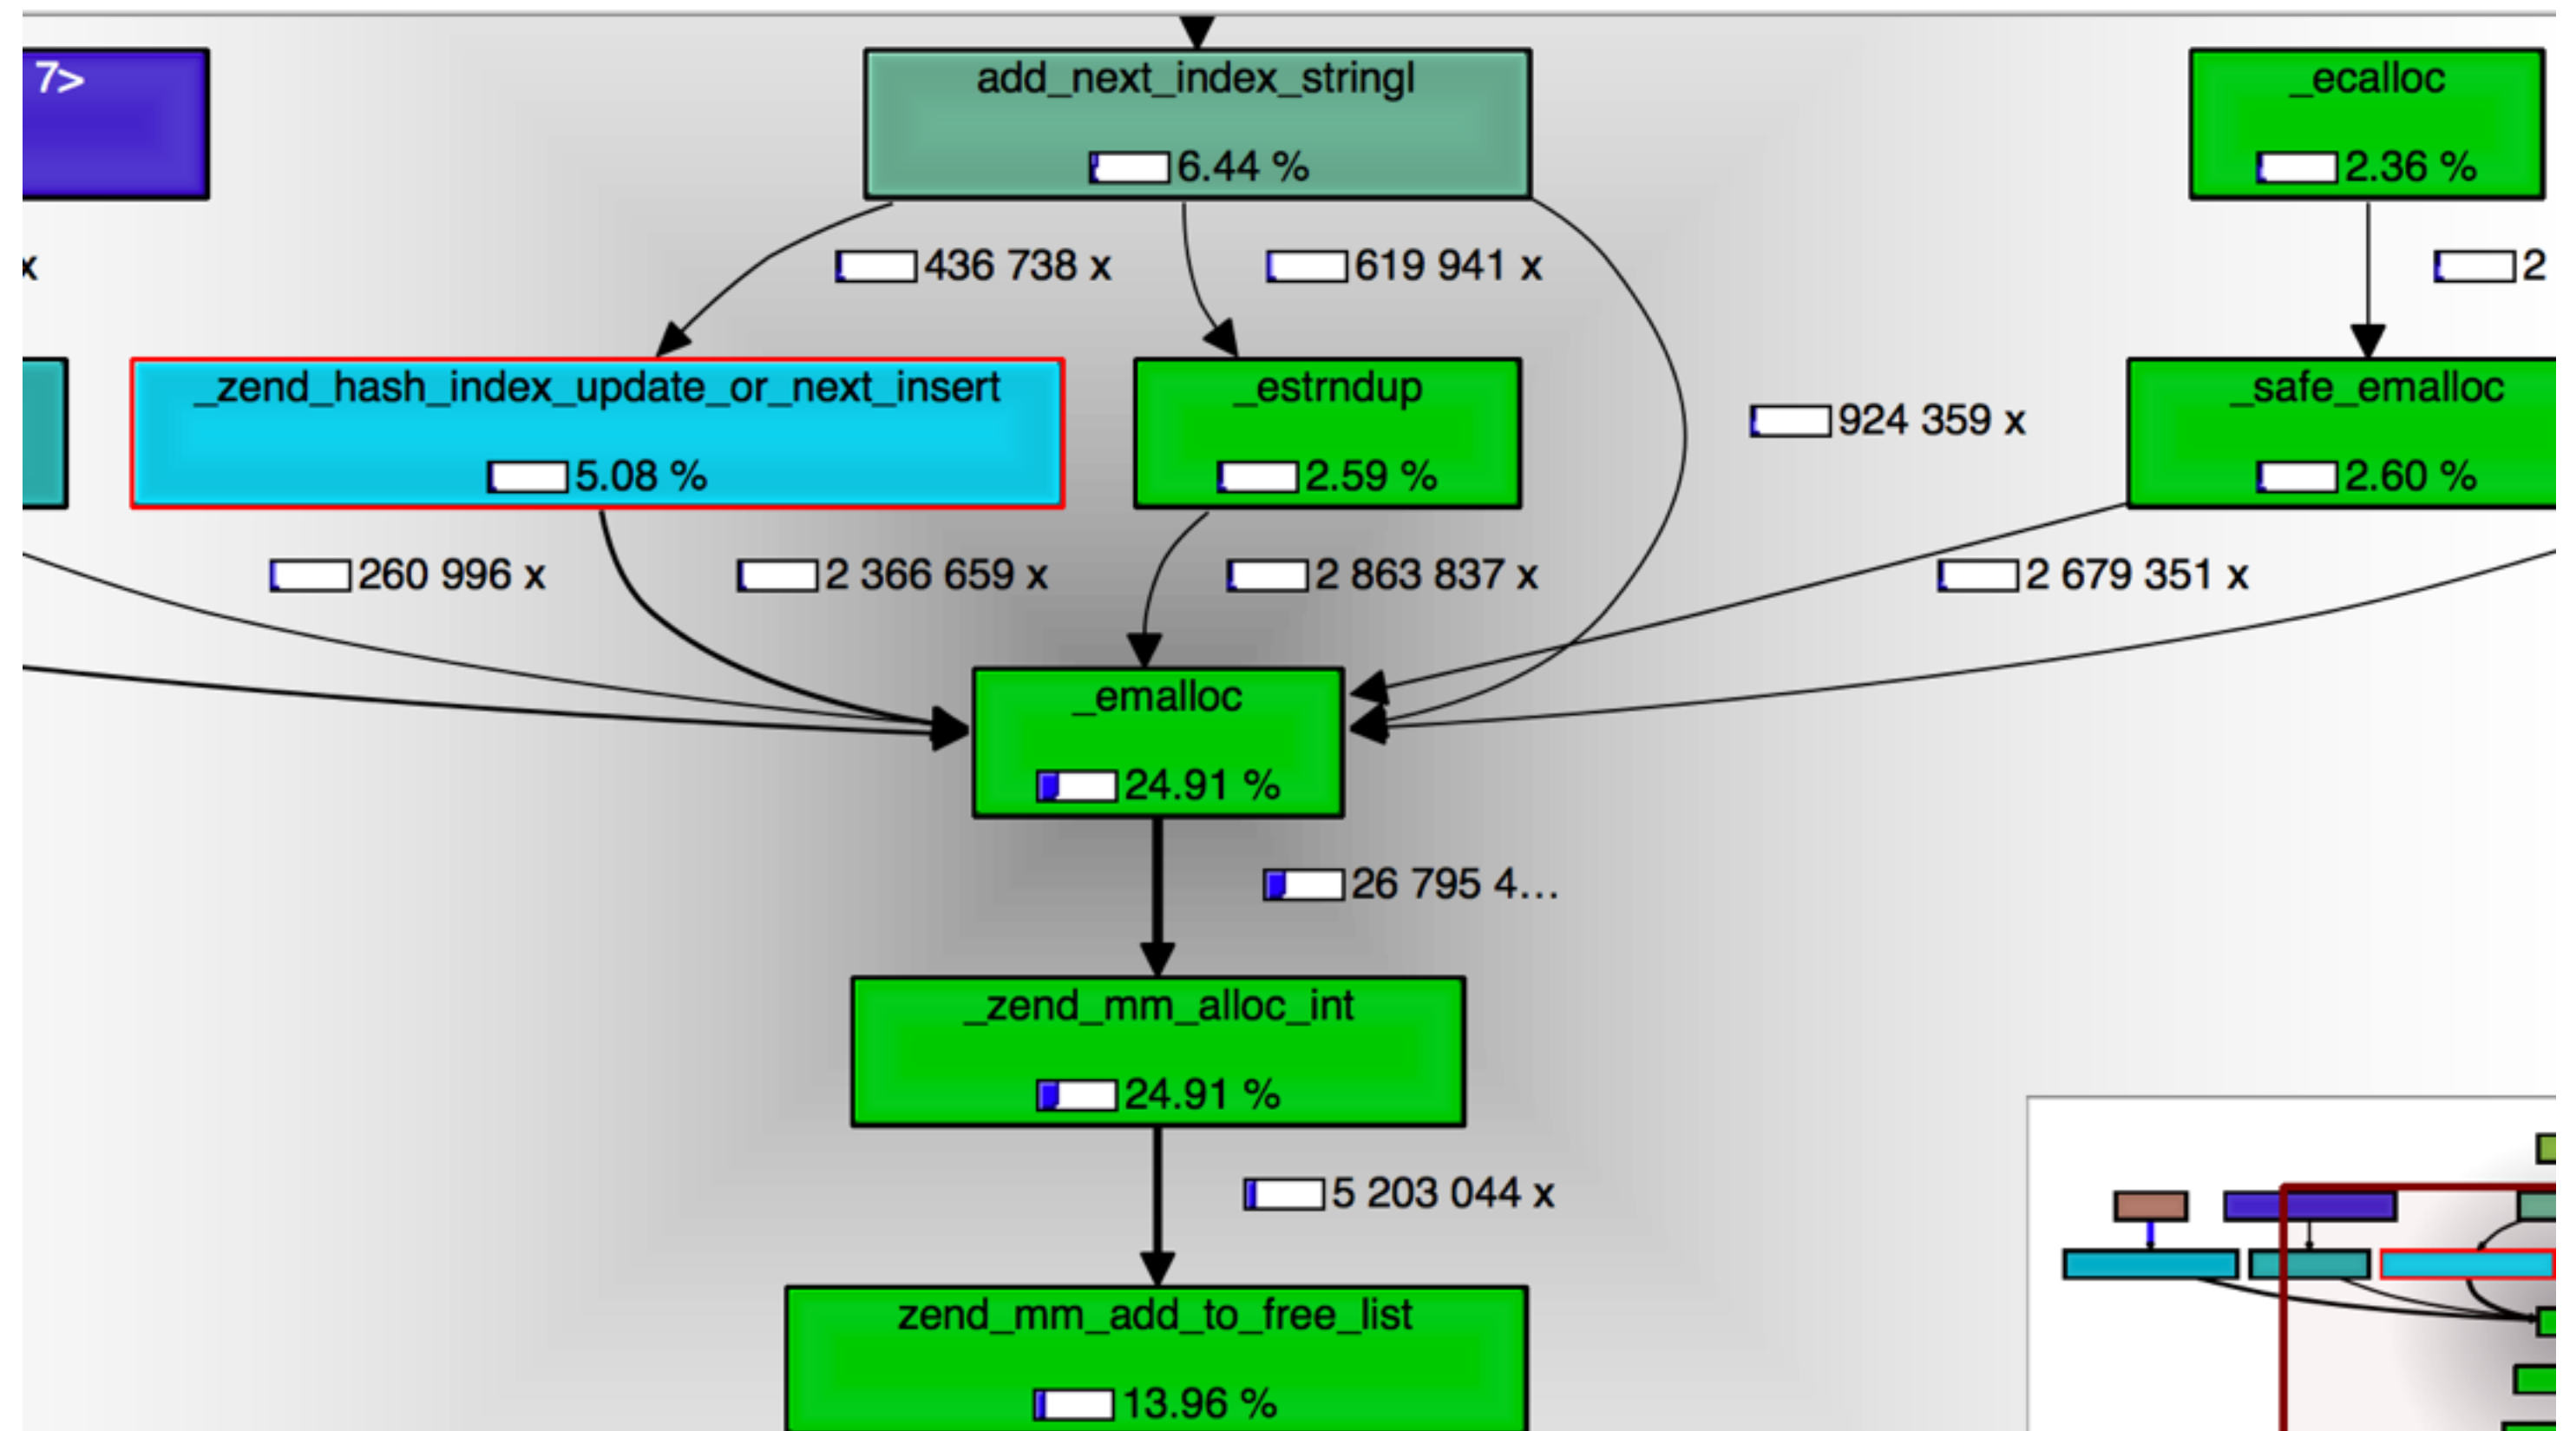 7>
add_next_index_stringl
6.44 %
_ecalloc
2.36 %
x
436 738 x
619 941 x
2
_zend_hash_index_update_or_next_insert
5.08 %
_estrndup
2.59 %
924 359 x
_safe_emalloc
2.60 %
260 996 x
2 366 659 x
2 863 837 x
2 679 351 x
_emalloc
24.91 %
26 795 4...
_zend_mm_alloc_int
24.91 %
5 203 044 x
zend_mm_add_to_free_list
13.96 %